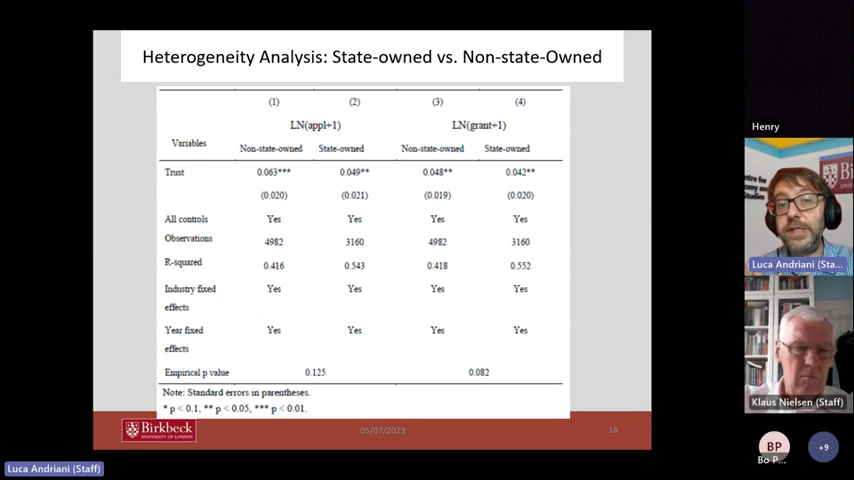 Heterogeneity Analysis: State-owned vs. Non-state-Owned
(1) (2) (3) (4)
LN(appl+1) LN(grant+1)
Variables
Non-state-owned State-owned Non-state-owned State-owned
Trust 0.063*** 0.049** 0.048** 0.042**
(0.020) (0.021) (0.019) (0.020)
All controls Yes Yes Yes Yes
Observations 4982 3160 4982 3160
R-squared 0.416 0.543 0.418 0.552
Industry fixed Yes Yes Yes Yes
effects
Year fixed Yes Yes Yes Yes
effects
Empirical p value 0.125 0.082
Note: Standard errors in parentheses.
* p < 0.1, ** p < 0.05, *** p < 0.01.
Birkbeck
UNIVERSITY OF LONDON
05/07/2023
18
Luca Andriani (Staff)
Henry
Luca Andriani (Sta...
Klaus Nielsen (Staff)
BP
Bo P...
+9